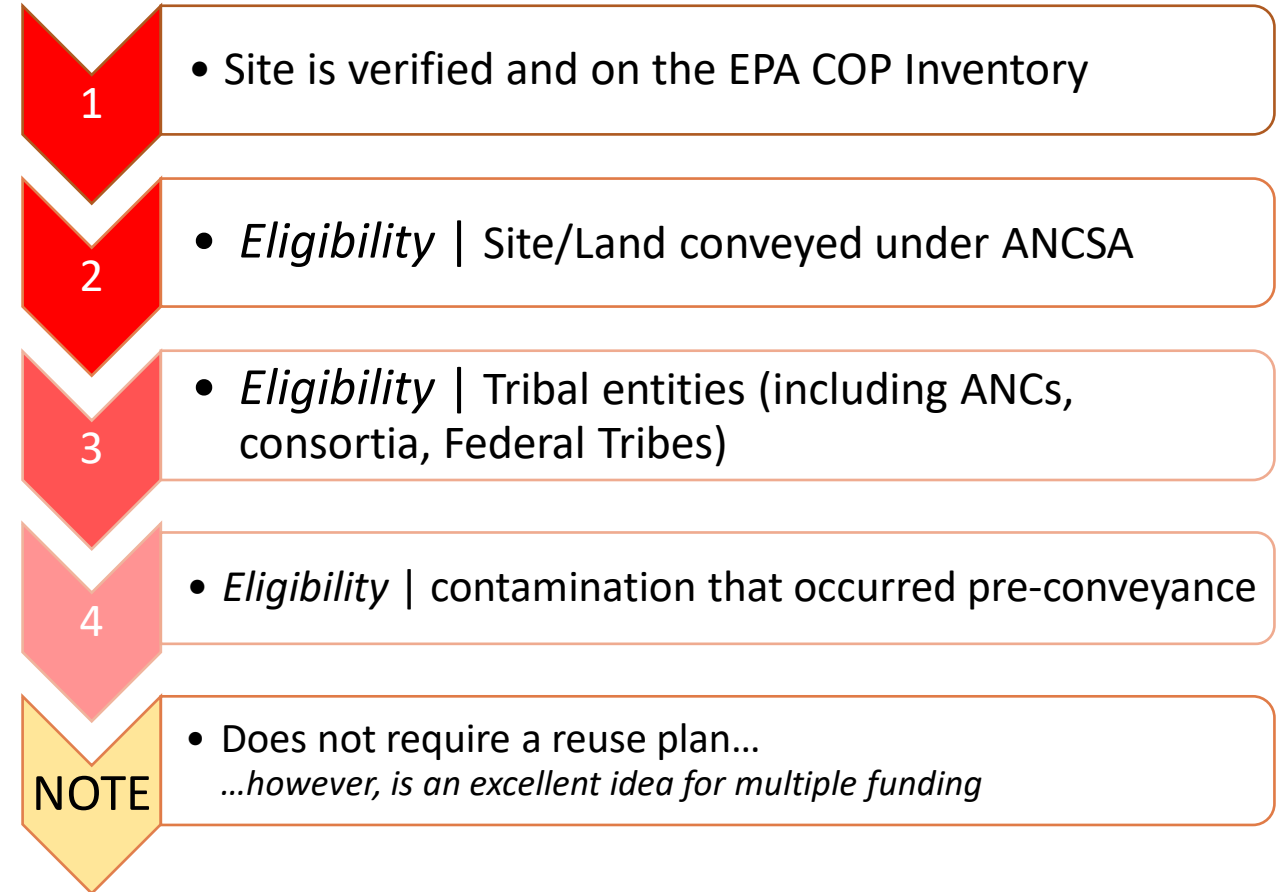 1
• Site is verified and on the EPA COP Inventory
2
• Eligibility | Site/Land conveyed under ANCSA
3
• Eligibility | Tribal entities (including ANCs,
consortia, Federal Tribes)
4
• Eligibility | contamination that occurred pre-conveyance
NOTE
• Does not require a reuse plan…
…however, is an excellent idea for multiple funding